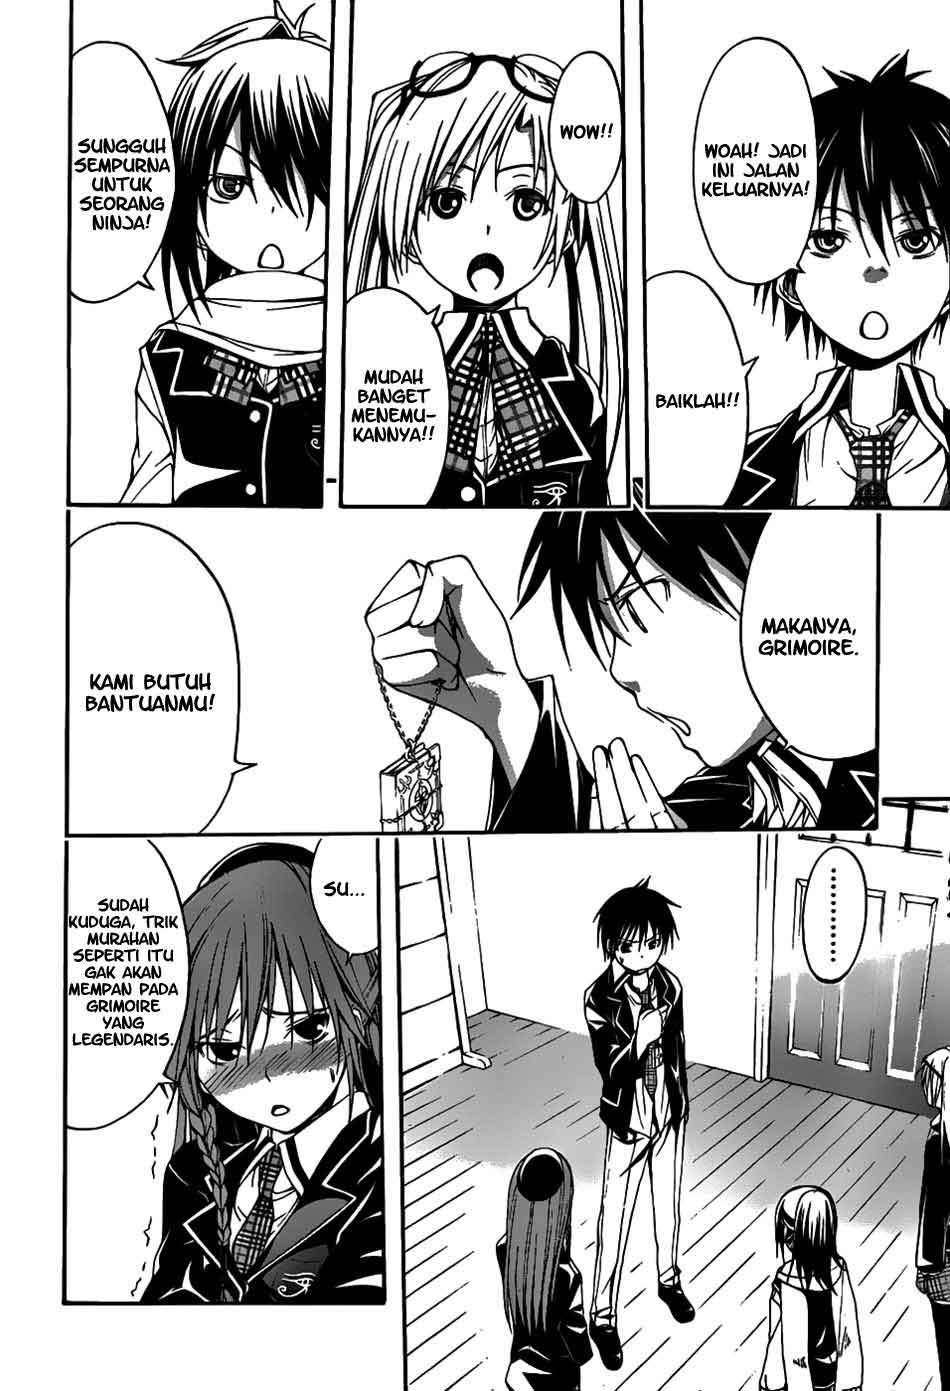 WOAH! JADI
INI JALAN
KELUARNYA!
BAIKLAH!!
WOW!!
MUDAH
BANGET
MENEMU-
KANNYA!!
SUNGGUH
SEMPURNA
UNTUK
SEORANG
NINJA!
MAKANYA,
GRIMOIRE.
KAMI BUTUH
BANTUANMU!
..........
SU...
SUDAH
KUDUGA, TRIK
MURAHAN
SEPERTI ITU
GAK AKAN
MEMPAN PADA
GRIMOIRE
YANG
LEGENDARIS.